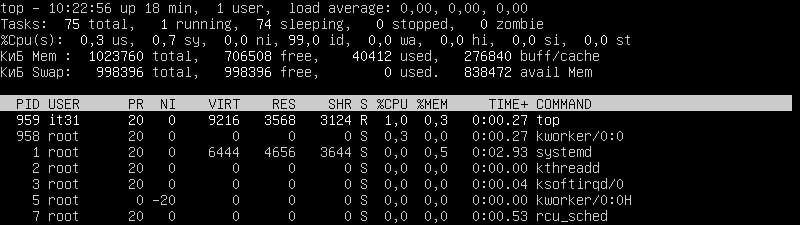 top - 10:22:56 up 18 min,  1 user,  load average: 0,00, 0,00, 0,00
Tasks:  75 total,   1 running,  74 sleeping,   0 stopped,   0 zombie
%Cpu(s):  0,3 us,  0,7 sy,  0,0 ni, 99,0 id,  0,0 wa,  0,0 hi,  0,0 si,  0,0 st
КиБ Mem :  1023760 total,   706508 free,    40412 used,   276840 buff/cache
КиБ Swap:   998396 total,   998396 free,        0 used.   838472 avail Mem
PID USER      PR  NI    VIRT    RES    SHR S %CPU %MEM     TIME+ COMMAND
959 it31      20   0    9216   3568   3124 R  1,0  0,3   0:00.27 top
958 root      20   0       0      0      0 S  0,3  0,0   0:00.27 kworker/0:0
1 root      20   0    6444   4656   3644 S  0,0  0,5   0:02.93 systemd
2 root      20   0       0      0      0 S  0,0  0,0   0:00.00 kthreadd
3 root      20   0       0      0      0 S  0,0  0,0   0:00.04 ksoftirqd/0
5 root       0 -20       0      0      0 S  0,0  0,0   0:00.00 kworker/0:0H
7 root      20   0       0      0      0 S  0,0  0,0   0:00.53 rcu_sched